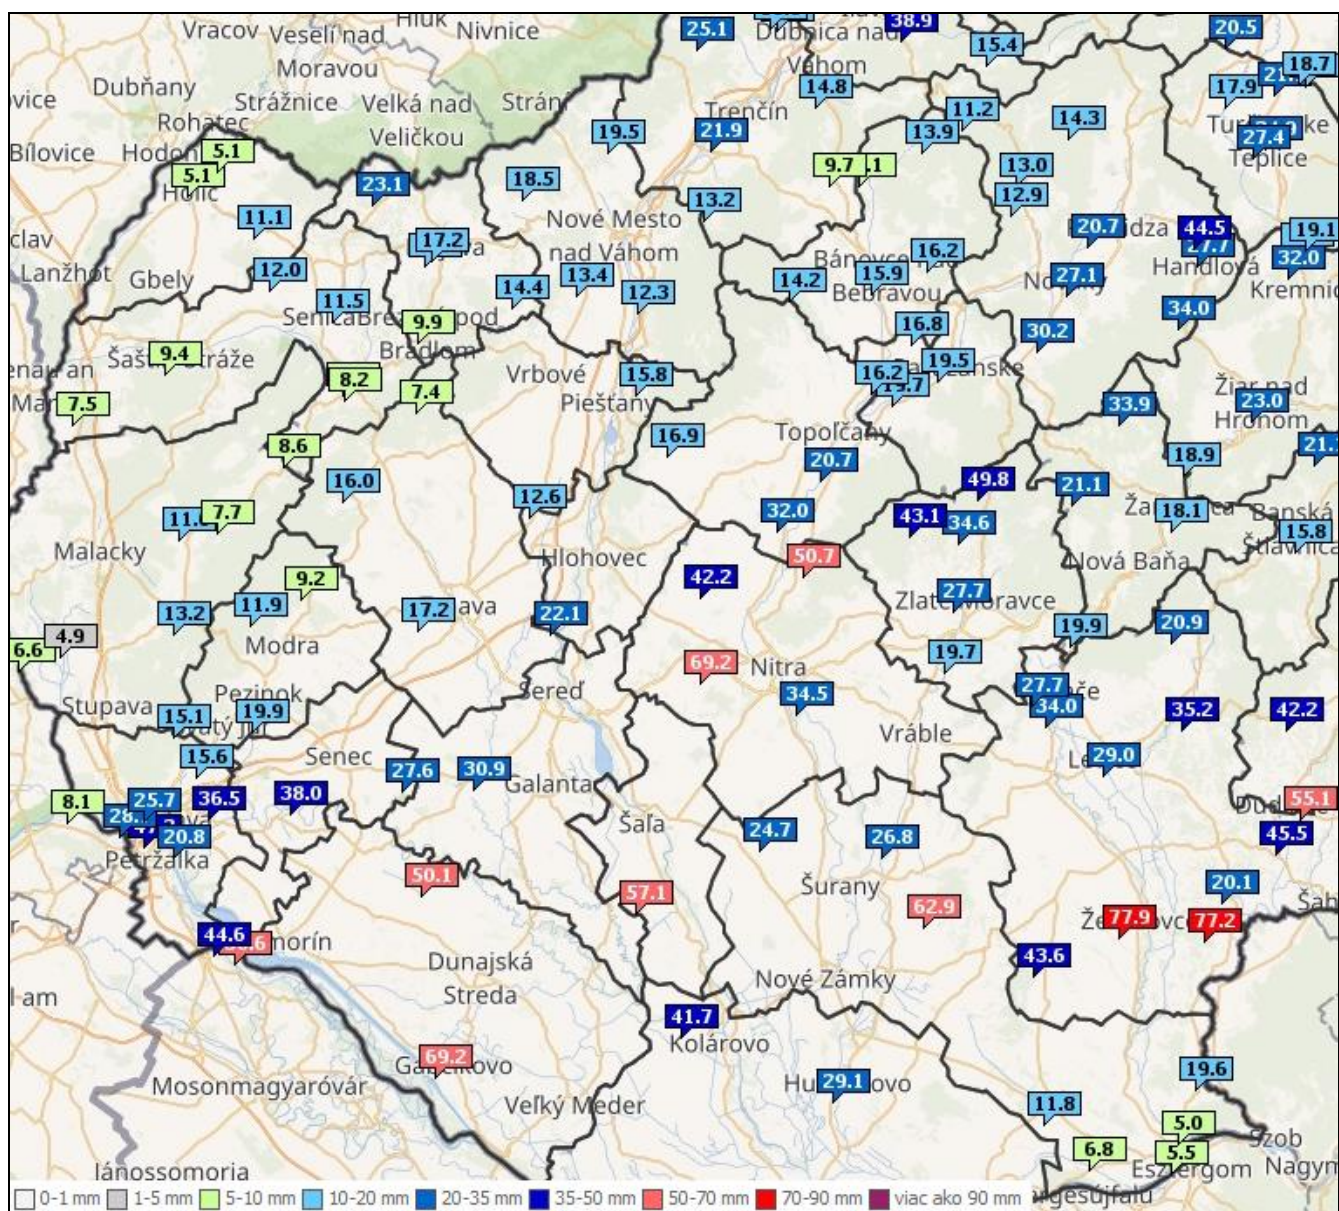 Hluk
38.9
20.5
Vracov
Veselí nad
Moravou
Nivnice
25.1
Dubnica nad
Váhom
15.4
18.7
Dubňany
Strážnice
Velká nad
Veličkou
Strání
Trenčín
14.8
17.9
Rohatec
19.5
21.9
11.2
14.3
13.9
27.4
Teplice
Bílovice
5.1
5.1
Holíč
23.1
18.5
9.7
13.0
12.9
11.1
17.2
Nové Mesto
nad Váhom
13.2
16.2
20.7
44.5
27.7
19.1
Lanžhot
Gbely
12.0
11.5
14.4
13.4
12.3
14.2
15.9
27.1
Handlová
32.0
34.0
9.9
16.8
30.2
9.4
8.2
7.4
Vrbové
Piešťany
15.8
16.2
19.5
7.5
33.9
Žiar nad
Hronom
23.0
8.6
16.9
Topoľčany
20.7
18.9
16.0
12.6
49.8
21.1
7.7
32.0
43.1
34.6
18.1
Banská
15.8
Malacky
Hlohovec
50.7
Nová Baňa
9.2
42.2
13.2
11.9
17.2
22.1
27.7
20.9
4.9
6.6
Modra
69.2
Nitra
19.7
19.9
Stupava
Pezinok
Sereď
34.5
27.7
34.0
35.2
42.2
15.1
19.9
Vráble
15.6
Senec
27.6
30.9
Galanta
29.0
8.1
25.7
36.5
38.0
Šaľa
24.7
26.8
55.1
45.5
20.8
Petržalka
50.1
57.1
Šurany
62.9
20.1
77.9
77.2
44.6
Dunajská
Streda
Nové Zámky
43.6
41.7
Kolárovo
69.2
Mosonmagyaróvár
29.1
19.6
Veľký Meder
11.8
5.0
6.8
5.5
Szob
Esztergom
Jánossomoria
0-1 mm 1-5 mm 5-10 mm 10-20 mm 20-35 mm 35-50 mm 50-70 mm 70-90 mm viac ako 90 mm